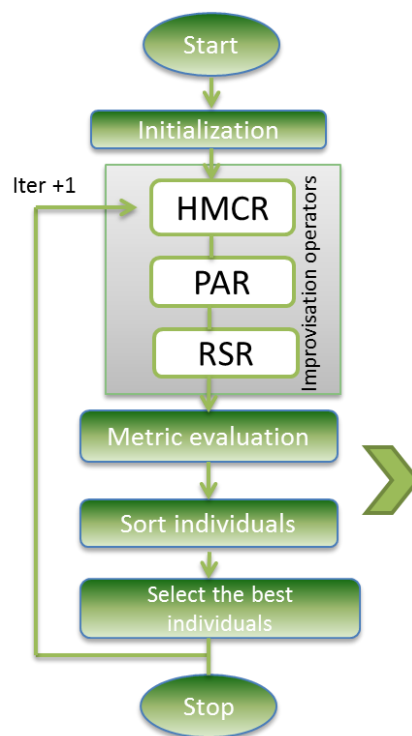 Start
Initialization
Iter +1
HMCR
PAR
RSR
Improvisation operators
Metric evaluation
Sort individuals
Select the best
individuals
Stop